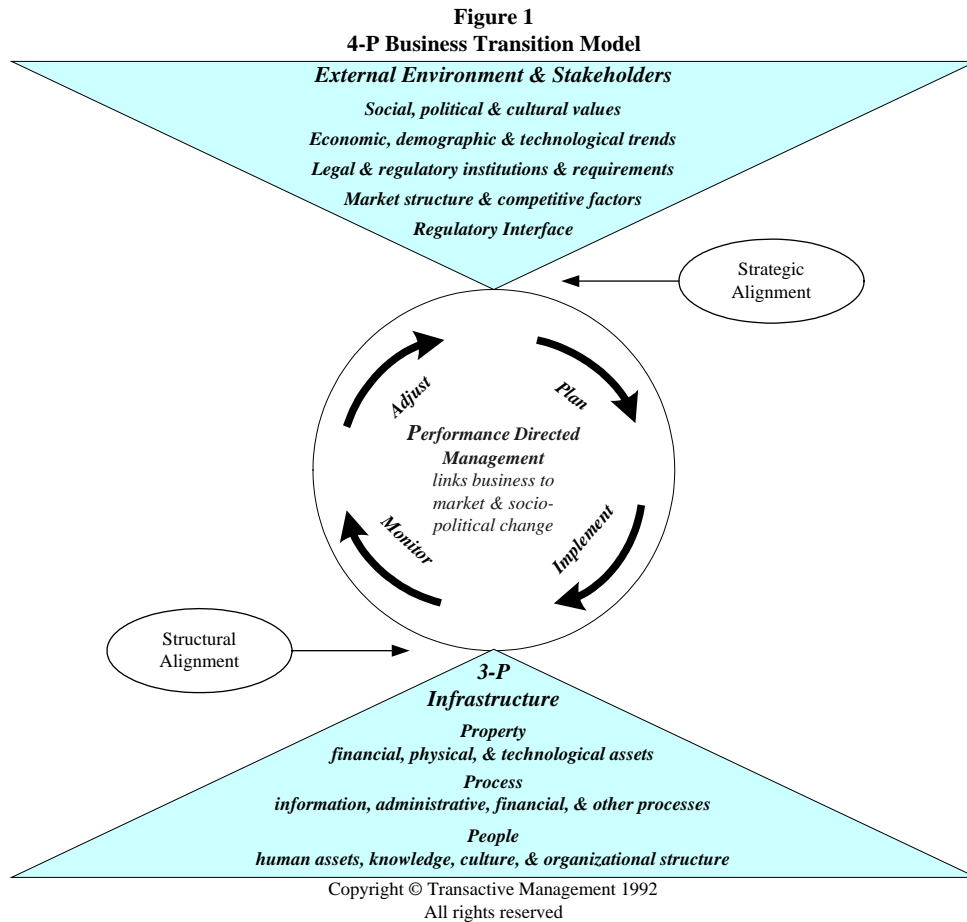 Figure 1
4-P Business Transition Model
External Environment & Stakeholders
Social, political & cultural values
Economic, demographic & technological trends
Legal & regulatory institutions & requirements
Market structure & competitive factors
Regulatory Interface
Strategic
Alignment
Adjust
Plan
Performance Directed
Management
links business to
market & socio-
political change
Monitor
Implement
Structural
Alignment
3-P
Infrastructure
Property
financial, physical, & technological assets
Process
information, administrative, financial, & other processes
People
human assets, knowledge, culture, & organizational structure
Copyright © Transactive Management 1992
All rights reserved